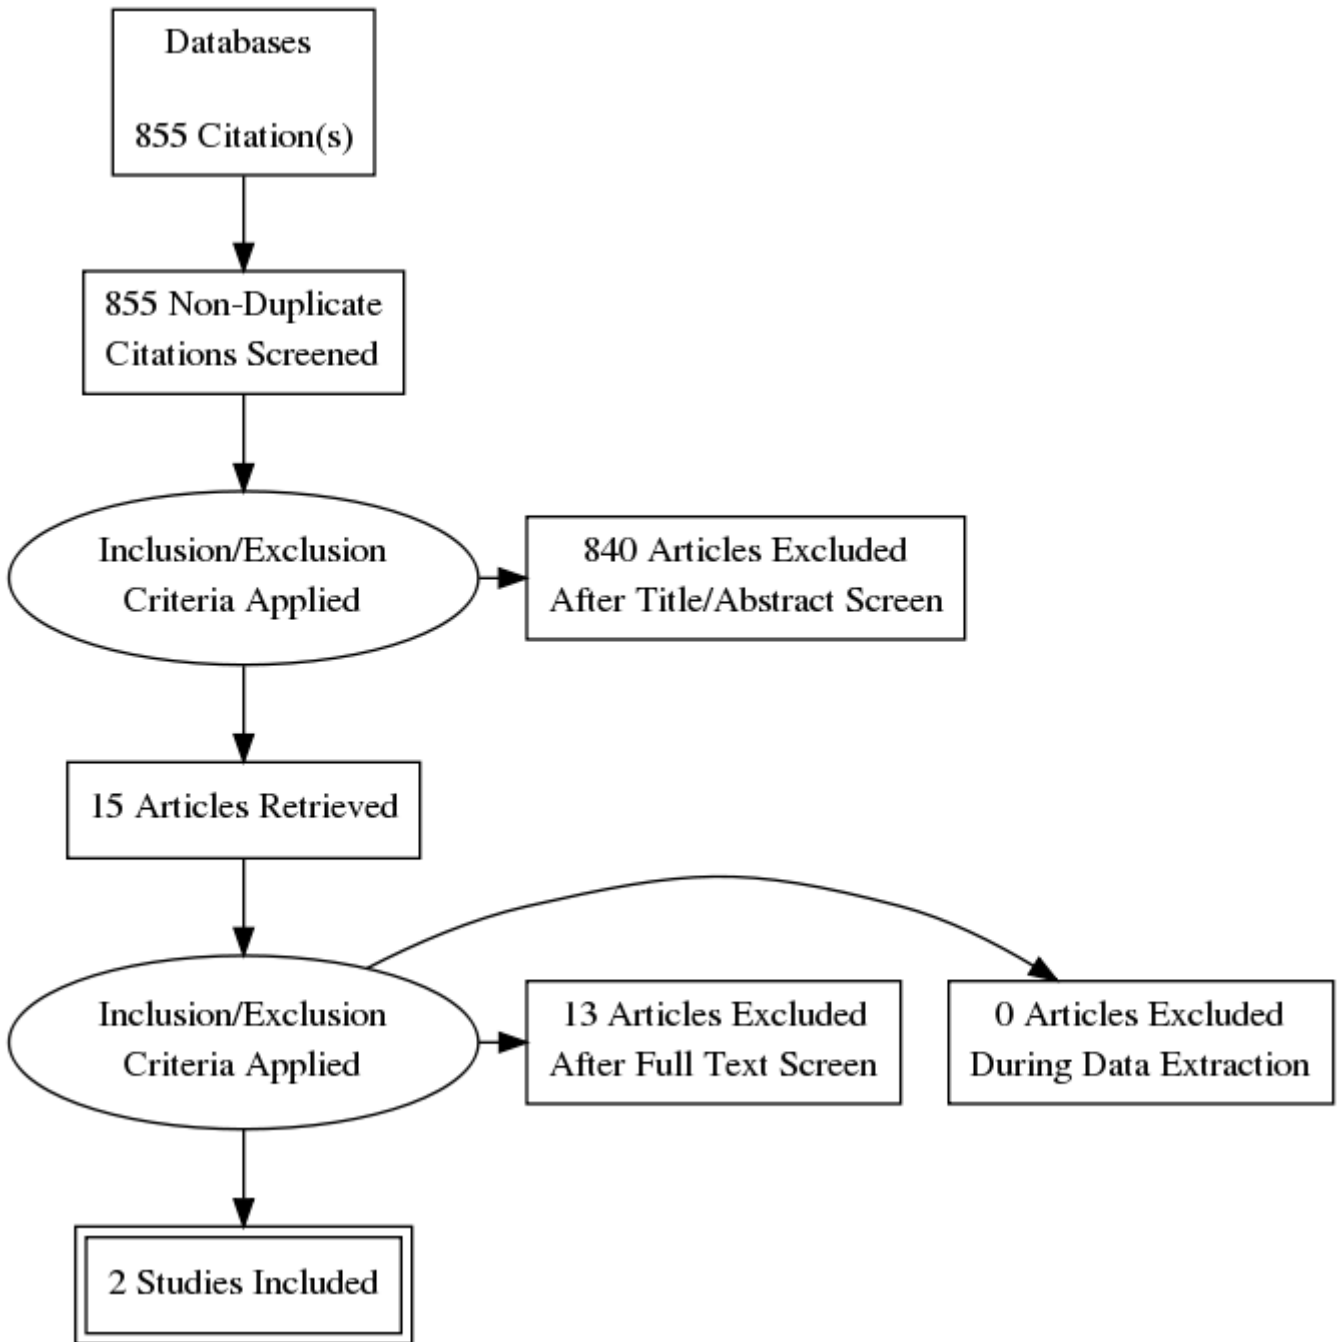 Databases
855 Citation(s)
855 Non-Duplicate
Citations Screened
Inclusion/Exclusion
Criteria Applied
840 Articles Excluded
After Title/Abstract Screen
15 Articles Retrieved
Inclusion/Exclusion
Criteria Applied
13 Articles Excluded
After Full Text Screen
0 Articles Excluded
During Data Extraction
2 Studies Included